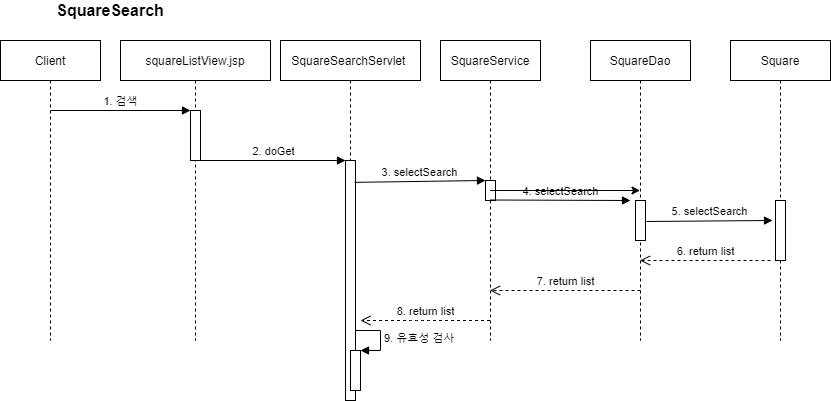 SquareSearch
Client
squareListView.jsp
SquareSearchServlet
SquareService
SquareDao
Square
1. 검색
2. doGet
3. selectSearch
4. selectSearch
5. selectSearch
6. return list
7. return list
8. return list
9. 유효성 검사